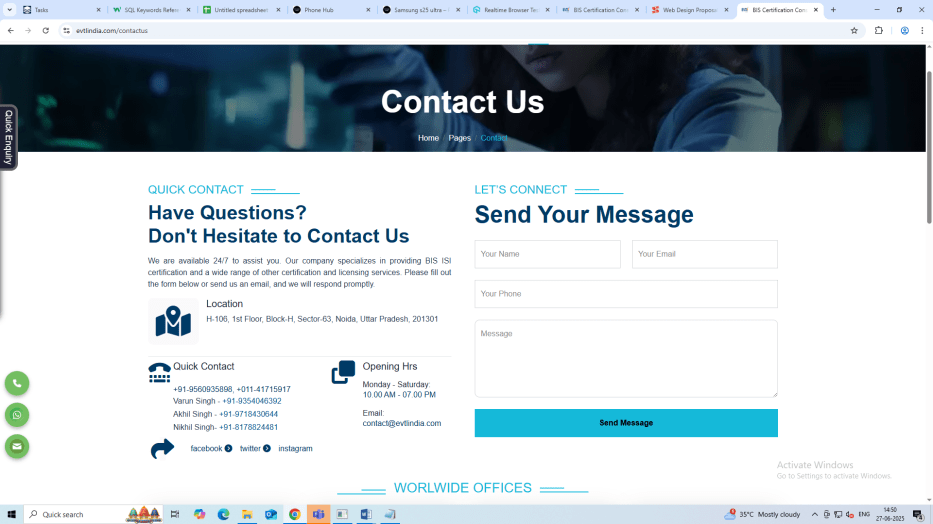 Tasks
SQL Keywords Refere
Untitled spreadsheet
Phone Hub
Samsung s25 ultra –
Realtime Browser Te
BIS Certification Con
Web Design Propos
BIS Certification Con
evtlindia.com/contactus
Contact Us
Home Pages Contact
Quick Enquiry
QUICK CONTACT
Have Questions?
Don't Hesitate to Contact Us
We are available 24/7 to assist you. Our company specializes in providing BIS ISI
certification and a wide range of other certification and licensing services. Please fill out
the form below or send us an email, and we will respond promptly.
Location
H-106, 1st Floor, Block-H, Sector-63, Noida, Uttar Pradesh, 201301
Quick Contact
+91-9560935898, +011-41715917
Varun Singh - +91-9354046392
Akhil Singh - +91-9718430644
Nikhil Singh- +91-8178824481
Opening Hrs
Monday - Saturday:
10.00 AM - 07.00 PM
Email:
contact@evtlindia.com
facebook twitter instagram
LET'S CONNECT
Send Your Message
Your Name
Your Email
Your Phone
Message
Send Message
WORLWIDE OFFICES
Activate Windows
Go to Settings to activate Windows.
Quick search
35°C Mostly cloudy
ENG
14:50
27-06-2025